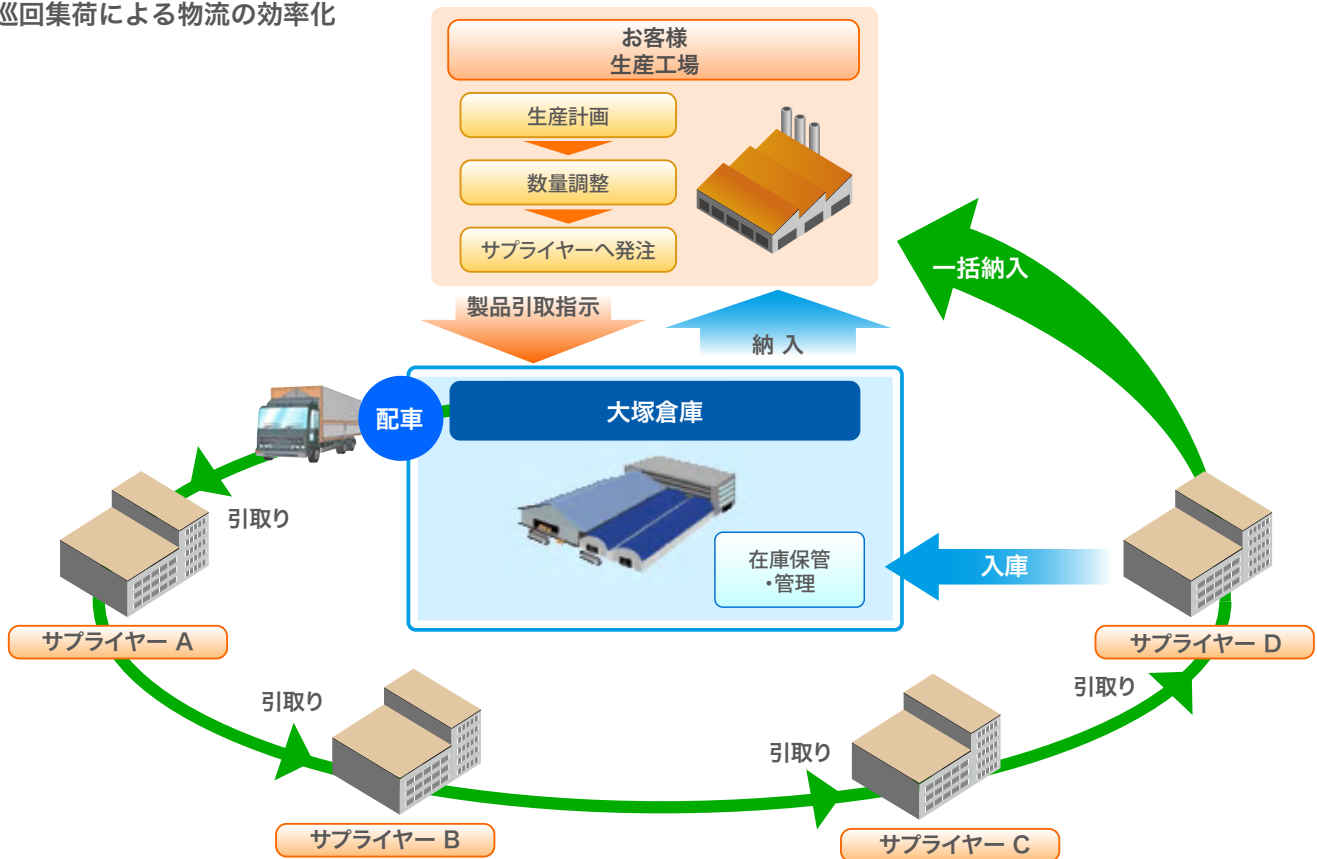 巡回集荷による物流の効率化
お客様
生産工場
生産計画
数量調整
サプライヤーへ発注
一括納入
製品引取指示
納 入
配車
大塚倉庫
引取り
在庫保管
・管理
入庫
サプライヤー A
サプライヤー D
引取り
引取り
引取り
サプライヤー B
サプライヤー C